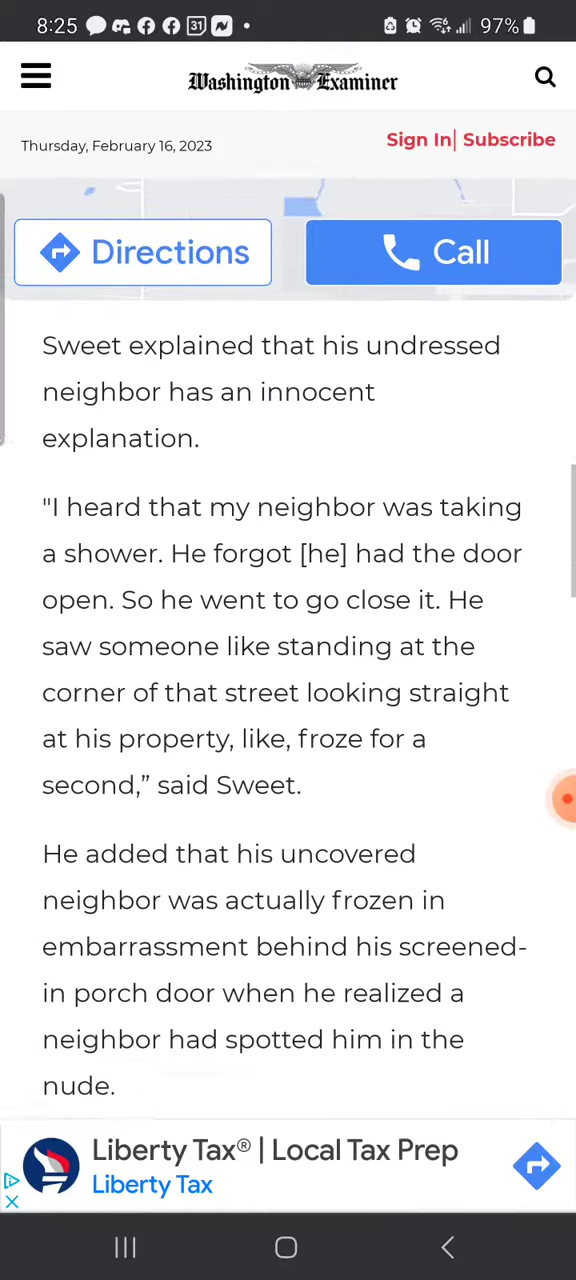 8:25
31
97%
Washington Examiner
Thursday, February 16, 2023
Sign In| Subscribe
Directions
Call
Sweet explained that his undressed
neighbor has an innocent
explanation.
"I heard that my neighbor was taking
a shower. He forgot [he] had the door
open. So he went to go close it. He
saw someone like standing at the
corner of that street looking straight
at his property, like, froze for a
second,” said Sweet.
He added that his uncovered
neighbor was actually frozen in
embarrassment behind his screened-
in porch door when he realized a
neighbor had spotted him in the
nude.
Liberty Tax® | Local Tax Prep
Liberty Tax